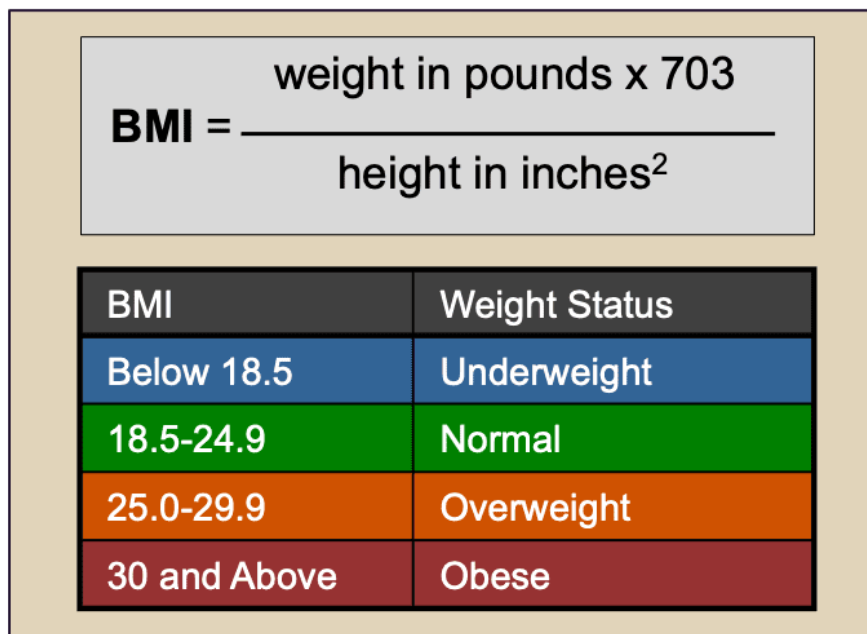 weight in pounds x 703
BMI =
height in inches²
BMI Weight Status
Below 18.5 Underweight
18.5-24.9 Normal
25.0-29.9 Overweight
30 and Above Obese